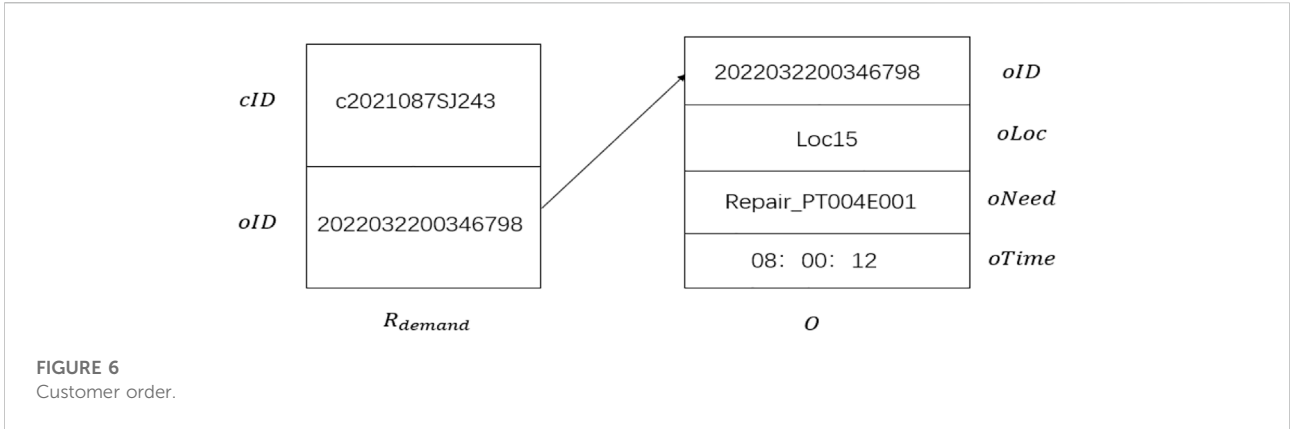 cID c2021087SJ243
oID 2022032200346798
R_demand
2022032200346798 oID
Loc15 oLoc
Repair_PT004E001 oNeed
08: 00: 12 oTime
O
FIGURE 6
Customer order.